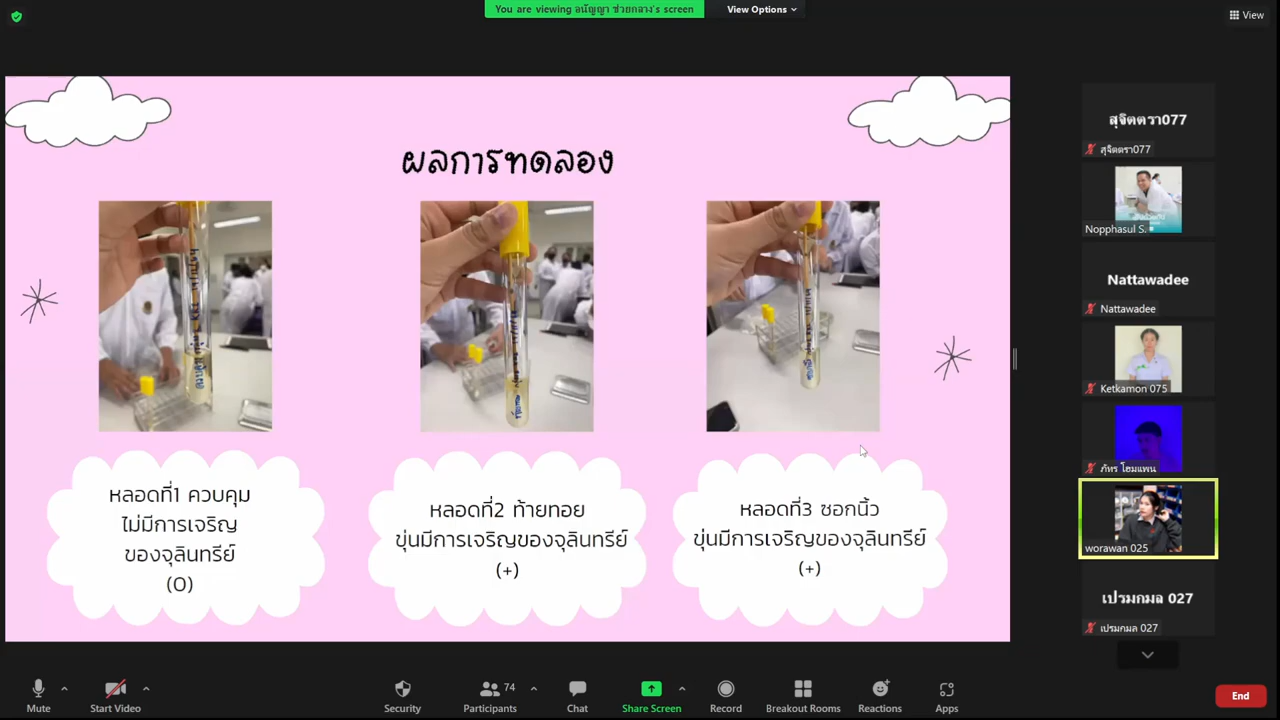 You are viewing อนัญญา ช่วยกลาง's screen
View Options
View
ผลการทดลอง
หลอดที่1 ควบคุม
ไม่มีการเจริญ
ของจุลินทรีย์
(0)
หลอดที่2 ท้ายทอย
ขุ่นมีการเจริญของจุลินทรีย์
(+)
หลอดที่3 ซอกนิ้ว
ขุ่นมีการเจริญของจุลินทรีย์
(+)
สุจิตตรา077
สุจิตตรา077
Nopphasul S.
Nattawadee
Nattawadee
Ketkamon 075
ภัทร โฮมแพน
worawan 025
เปรมกมล 027
เปรมกมล 027
Mute
Start Video
Security
Participants
74
Chat
Share Screen
Record
Breakout Rooms
Reactions
Apps
End